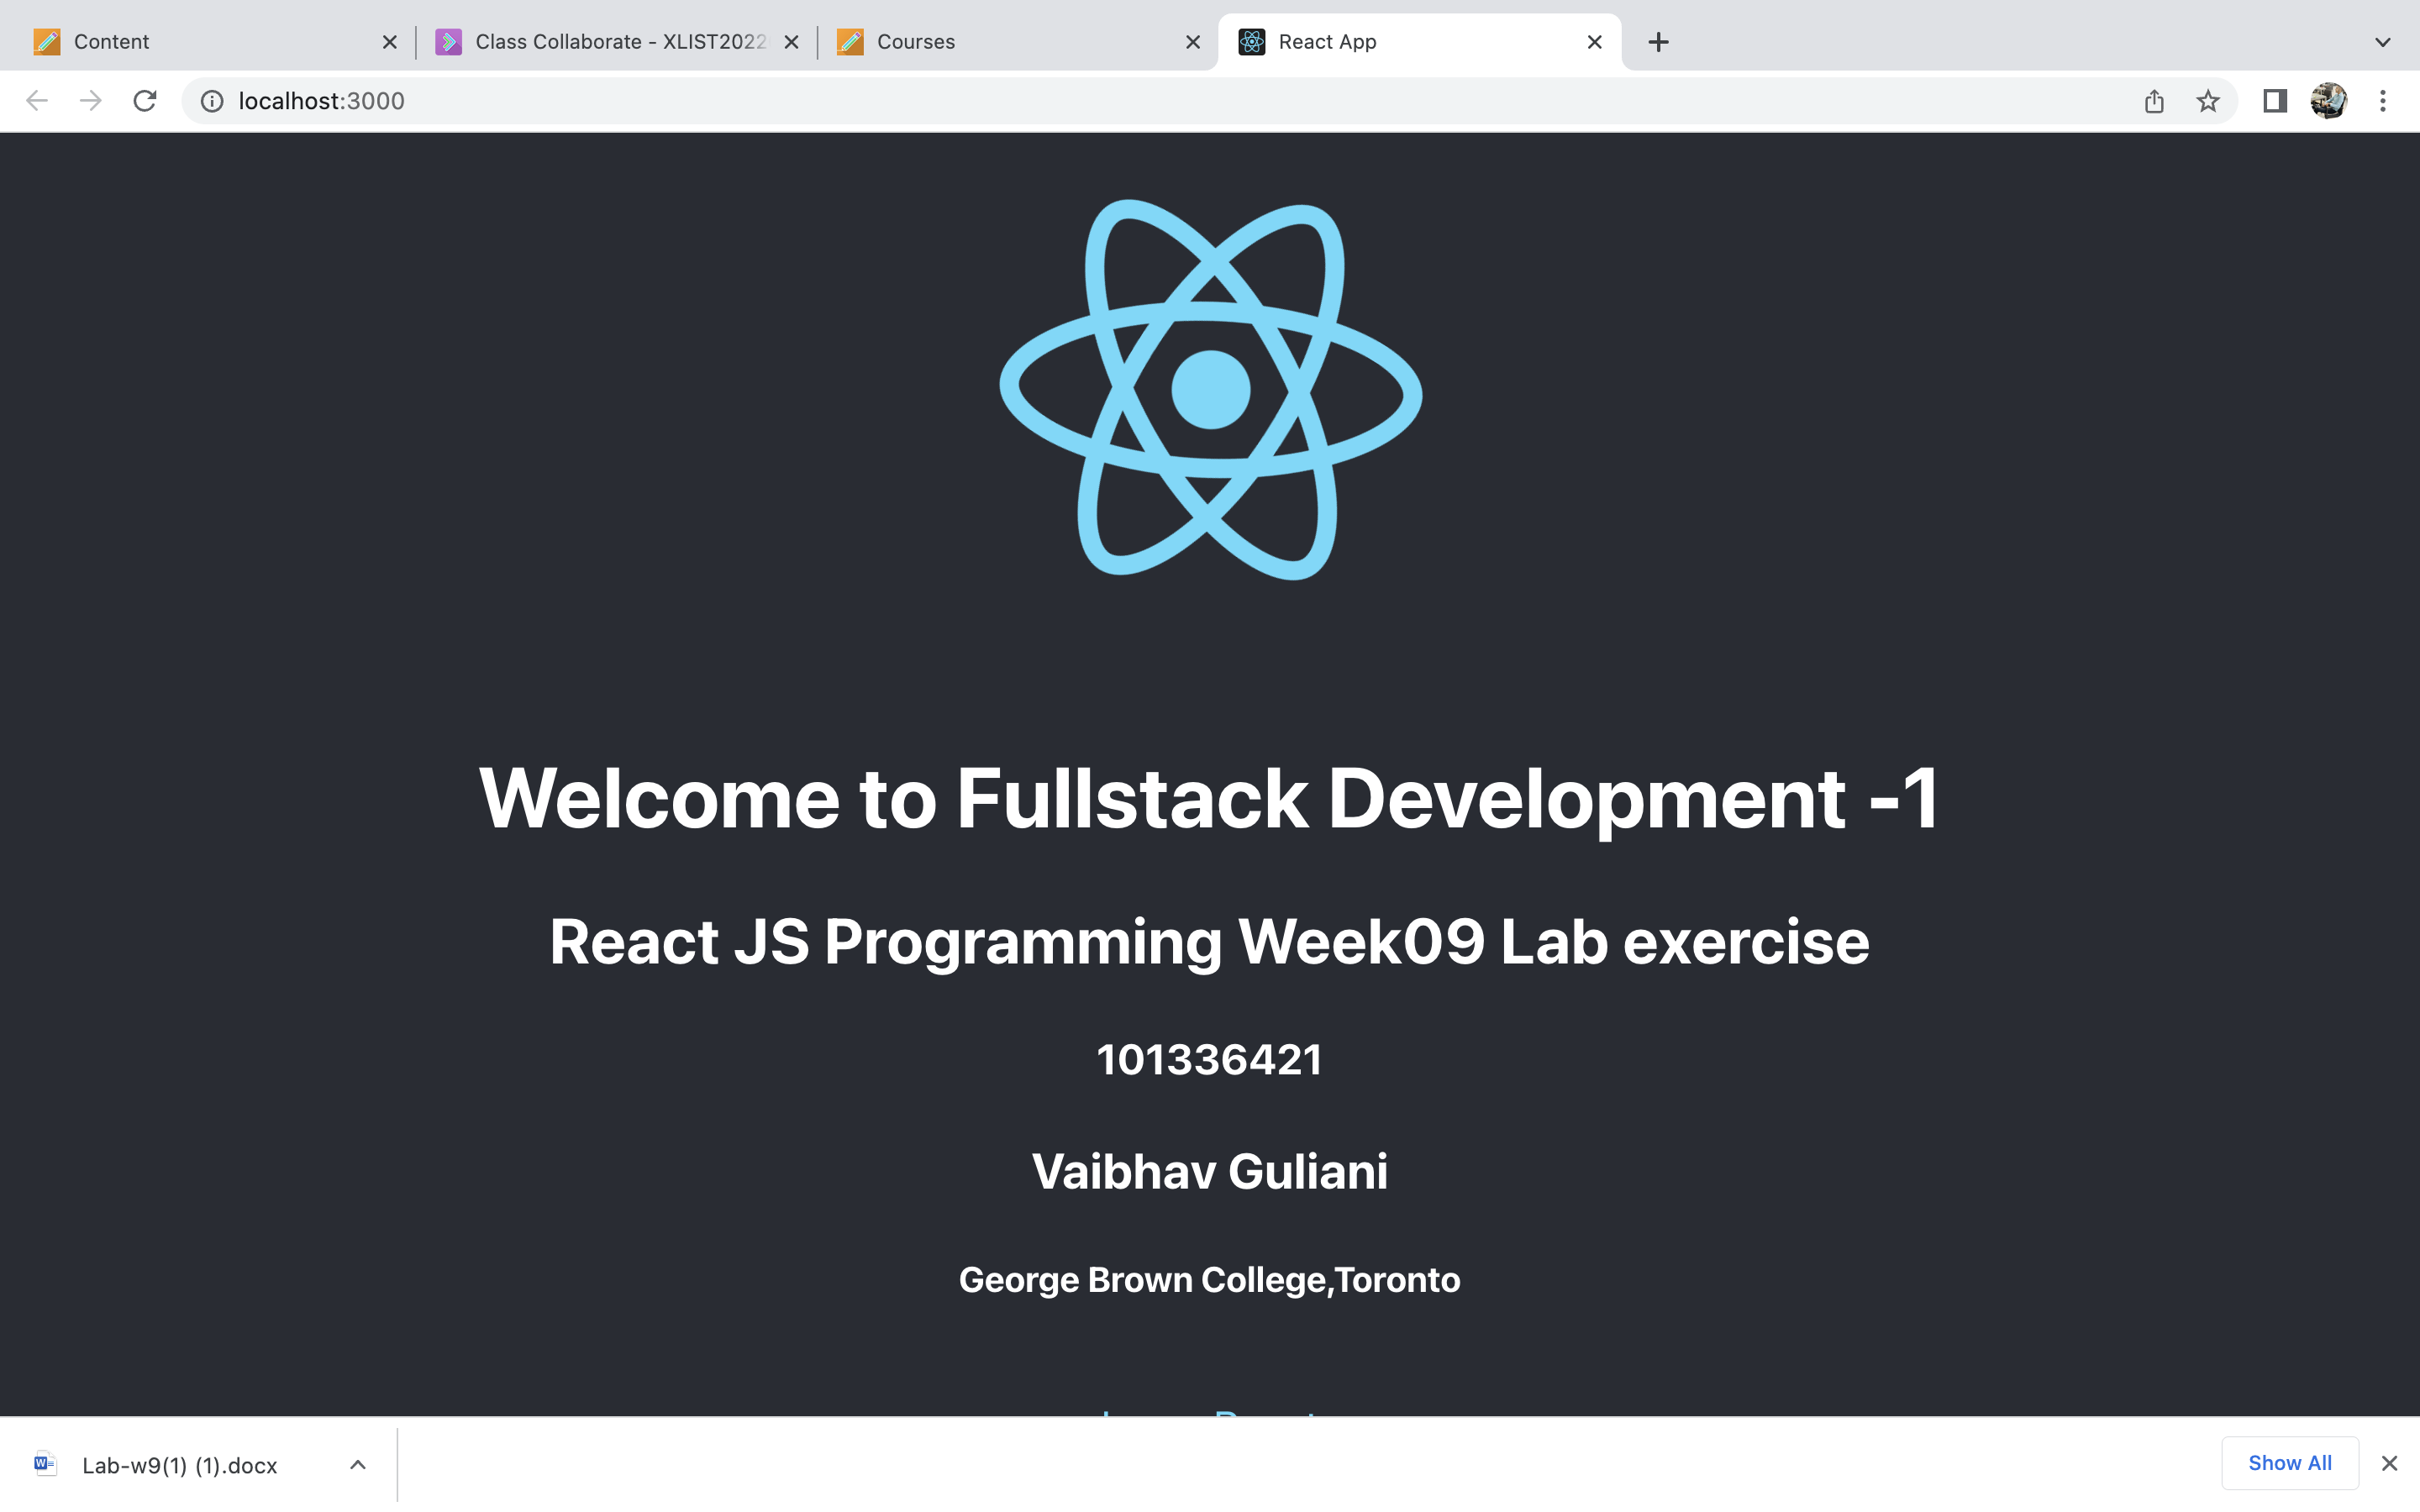 Content
Class Collaborate - XLIST2022
Courses
React App
localhost:3000
Welcome to Fullstack Development -1
React JS Programming Week09 Lab exercise
101336421
Vaibhav Guliani
George Brown College,Toronto
Lab-w9(1) (1).docx
Show All